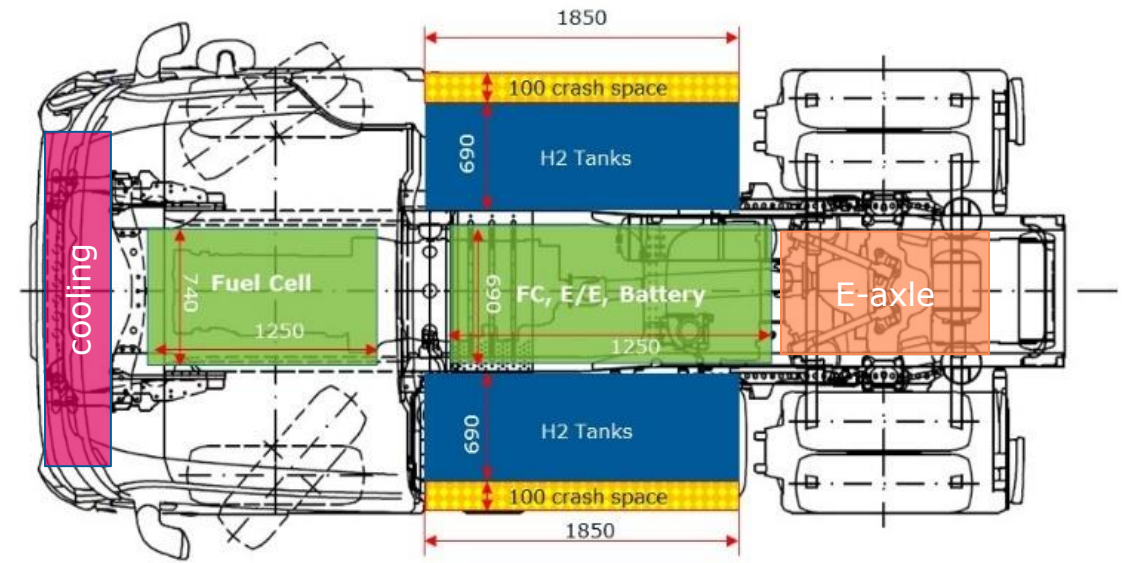 1850
100 crash space
690
H2 Tanks
cooling
740
Fuel Cell
1250
690
FC, E/E, Battery
1250
E-axle
690
H2 Tanks
100 crash space
1850